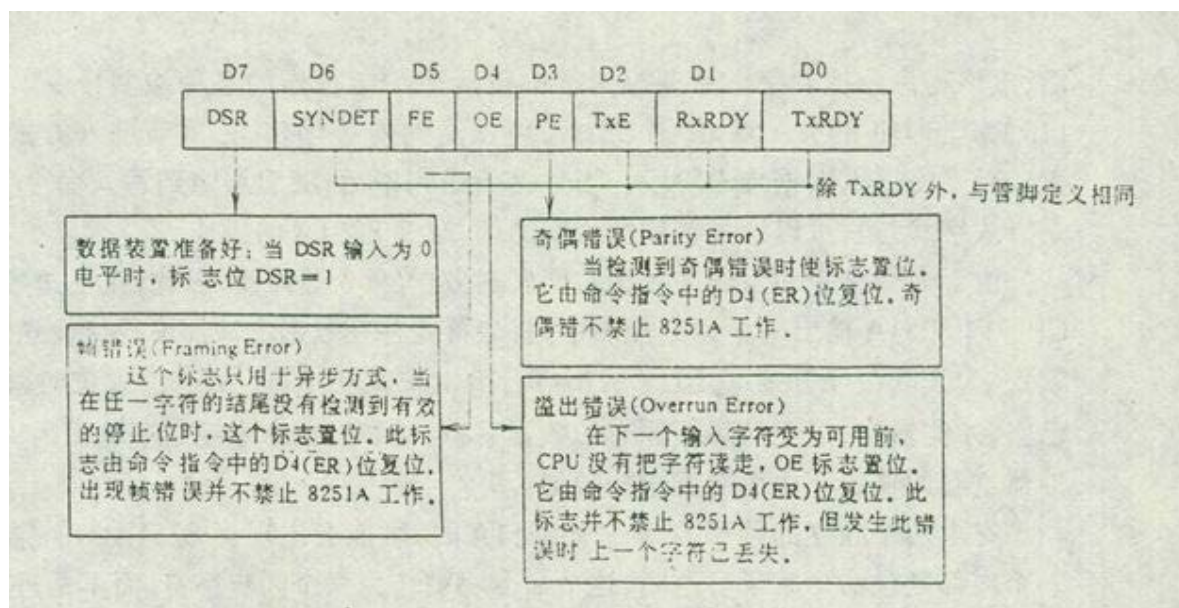 D7 D6 D5 D4 D3 D2 D1 D0
DSR SYNDET FE OE PE TxE RxRDY TxRDY
除 TxRDY 外，与管脚定义相同
数据装置准备好：当 DSR 输入为 0
电平时，标志位 DSR＝1
帧错误(Framing Error)
这个标志只用于异步方式，当
在任一字符的结尾没有检测到有效
的停止位时，这个标志置位．此标
志由命令指令中的D4(ER)位复位．
出现帧错误并不禁止 8251A 工作．
奇偶错误(Parity Error)
当检测到奇偶错误时使标志置位．
它由命令指令中的D4(ER)位复位．奇
偶错不禁止 8251A 工作．
溢出错误(Overrun Error)
在下一个输入字符变为可用前，
CPU 没有把字符读走，OE 标志置位．
它由命令指令中的D4(ER)位复位．此
标志并不禁止 8251A 工作，但发生此错
误时上一个字符已丢失．